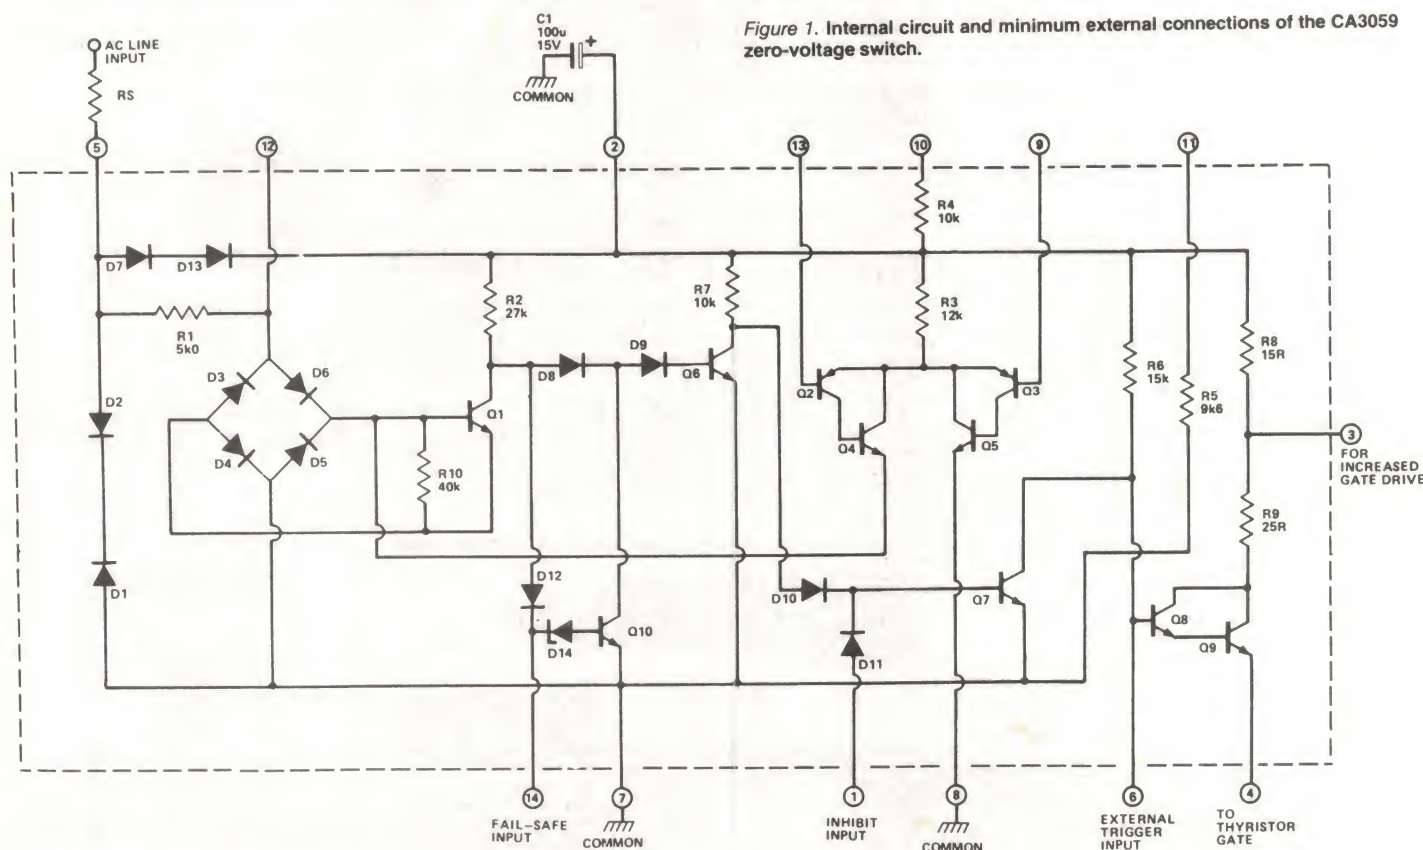 Figure 1. Internal circuit and minimum external connections of the CA3059
zero-voltage switch.
AC LINE
INPUT
RS
C1
100u
15V
+
COMMON
5
12
2
13
10
9
11
R4
10k
D7
D13
R1
5k0
R2
27k
R7
10k
R3
12k
R8
15R
D3
D6
D4
D5
D2
D1
Q1
R10
40k
D8
D9
Q6
Q2
Q3
Q4
Q5
R6
15k
R5
9k6
3
FOR
INCREASED
GATE DRIVE
R9
25R
D12
D14
Q10
D10
D11
Q7
Q8
Q9
14
FAIL-SAFE
INPUT
7
COMMON
1
INHIBIT
INPUT
8
COMMON
6
EXTERNAL
TRIGGER
INPUT
4
TO
THYRISTOR
GATE